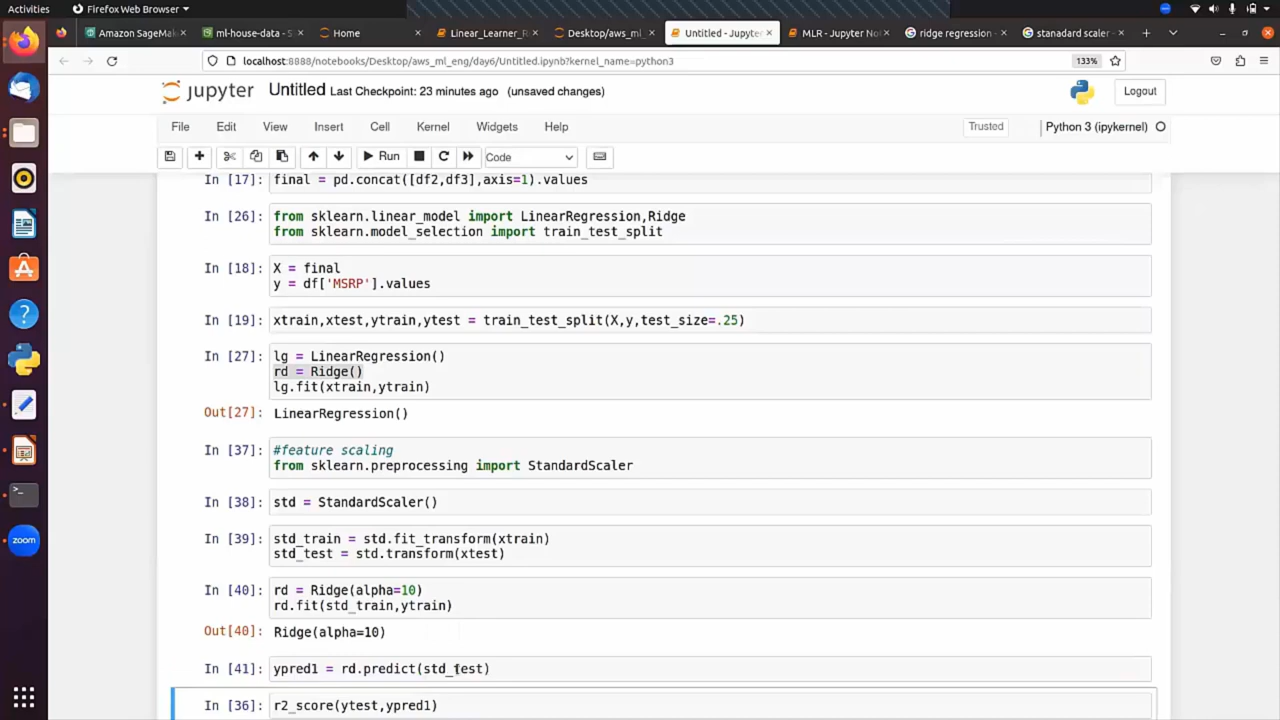 Activities
Firefox Web Browser
Amazon SageMak
ml-house-data - S
Home
Linear_Learner_R
Desktop/aws_ml
Untitled - Jupyter
MLR - Jupyter Not
ridge regression -
stanadard scaler -
localhost:8888/notebooks/Desktop/aws_ml_eng/day6/Untitled.ipynb?kernel_name=python3
133%
jupyter Untitled Last Checkpoint: 23 minutes ago (unsaved changes)
Logout
File Edit View Insert Cell Kernel Widgets Help
Trusted
Python 3 (ipykernel)
Run
Code
In [17]: final = pd.concat([df2,df3],axis=1).values
In [26]: from sklearn.linear_model import LinearRegression,Ridge
from sklearn.model_selection import train_test_split
In [18]: X = final
y = df['MSRP'].values
In [19]: xtrain,xtest,ytrain,ytest = train_test_split(X,y,test_size=.25)
In [27]: lg = LinearRegression()
rd = Ridge()
lg.fit(xtrain,ytrain)
Out[27]: LinearRegression()
In [37]: #feature scaling
from sklearn.preprocessing import StandardScaler
In [38]: std = StandardScaler()
In [39]: std_train = std.fit_transform(xtrain)
std_test = std.transform(xtest)
In [40]: rd = Ridge(alpha=10)
rd.fit(std_train,ytrain)
Out[40]: Ridge(alpha=10)
In [41]: ypred1 = rd.predict(std_test)
In [36]: r2_score(ytest,ypred1)
zoom